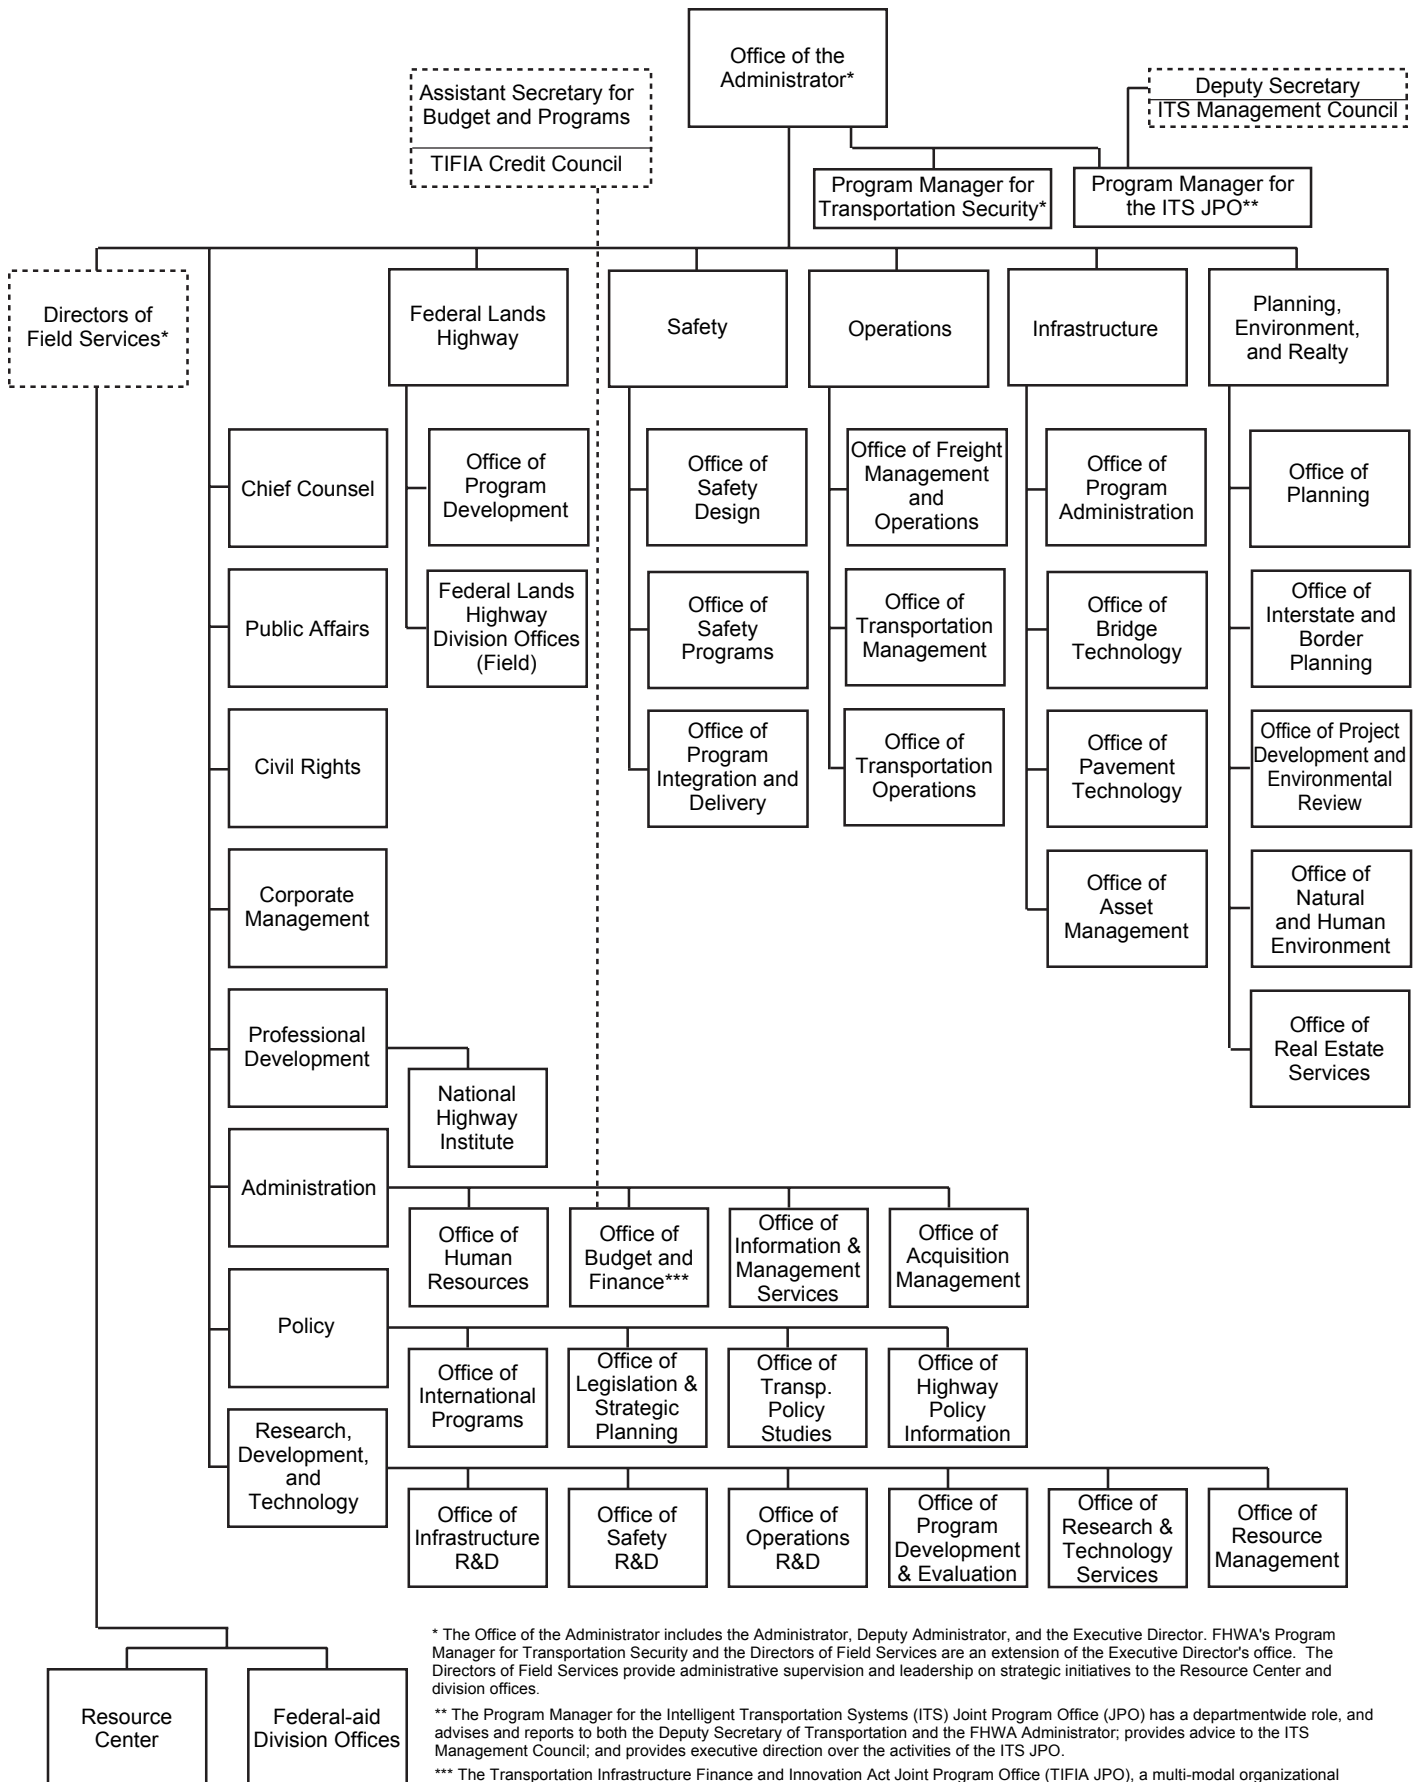 Office of the
Administrator*
Assistant Secretary for
Budget and Programs
TIFIA Credit Council
Deputy Secretary
ITS Management Council
Program Manager for
Transportation Security*
Program Manager for
the ITS JPO**
Directors of
Field Services*
Federal Lands
Highway
Safety
Operations
Infrastructure
Planning,
Environment,
and Realty
Chief Counsel
Public Affairs
Civil Rights
Corporate
Management
Professional
Development
National
Highway
Institute
Office of
Program
Development
Federal Lands
Highway
Division Offices
(Field)
Office of
Safety
Design
Office of
Safety
Programs
Office of
Program
Integration and
Delivery
Office of Freight
Management
and
Operations
Office of
Transportation
Management
Office of
Transportation
Operations
Office of
Program
Administration
Office of
Bridge
Technology
Office of
Pavement
Technology
Office of
Asset
Management
Office of
Planning
Office of
Interstate and
Border
Planning
Office of Project
Development and
Environmental
Review
Office of
Natural
and Human
Environment
Office of
Real Estate
Services
Administration
Office of
Human
Resources
Office of
Budget and
Finance***
Office of
Information &
Management
Services
Office of
Acquisition
Management
Policy
Office of
International
Programs
Office of
Legislation &
Strategic
Planning
Office of
Transp.
Policy
Studies
Office of
Highway
Policy
Information
Research,
Development,
and
Technology
Office of
Infrastructure
R&D
Office of
Safety
R&D
Office of
Operations
R&D
Office of
Program
Development
& Evaluation
Office of
Research &
Technology
Services
Office of
Resource
Management
Resource
Center
Federal-aid
Division Offices
* The Office of the Administrator includes the Administrator, Deputy Administrator, and the Executive Director. FHWA's Program
Manager for Transportation Security and the Directors of Field Services are an extension of the Executive Director's office. The
Directors of Field Services provide administrative supervision and leadership on strategic initiatives to the Resource Center and
division offices.
** The Program Manager for the Intelligent Transportation Systems (ITS) Joint Program Office (JPO) has a departmentwide role, and
advises and reports to both the Deputy Secretary of Transportation and the FHWA Administrator; provides advice to the ITS
Management Council; and provides executive direction over the activities of the ITS JPO.
*** The Transportation Infrastructure Finance and Innovation Act Joint Program Office (TIFIA JPO), a multi-modal organizational